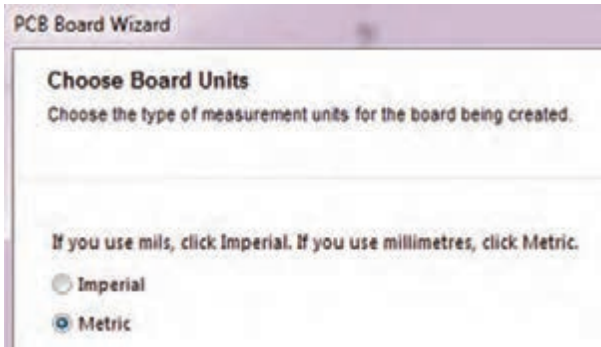 PCB Board Wizard
Choose Board Units
Choose the type of measurement units for the board being created.
If you use mils, click Imperial. If you use millimetres, click Metric.
Imperial
Metric